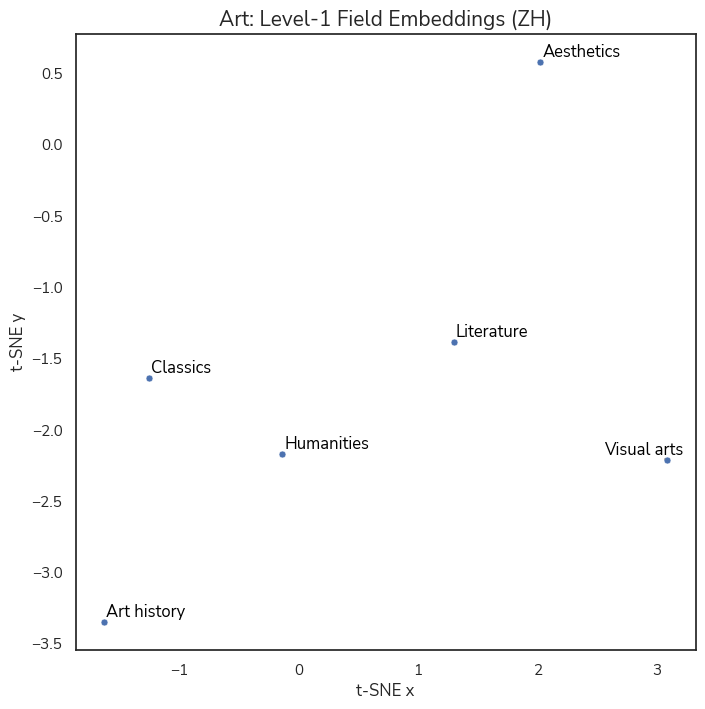 Art: Level-1 Field Embeddings (ZH)
Aesthetics
Literature
Classics
Humanities
Visual arts
Art history
0.5
0.0
−0.5
−1.0
−1.5
−2.0
−2.5
−3.0
−3.5
t-SNE y
−1 0 1 2 3
t-SNE x